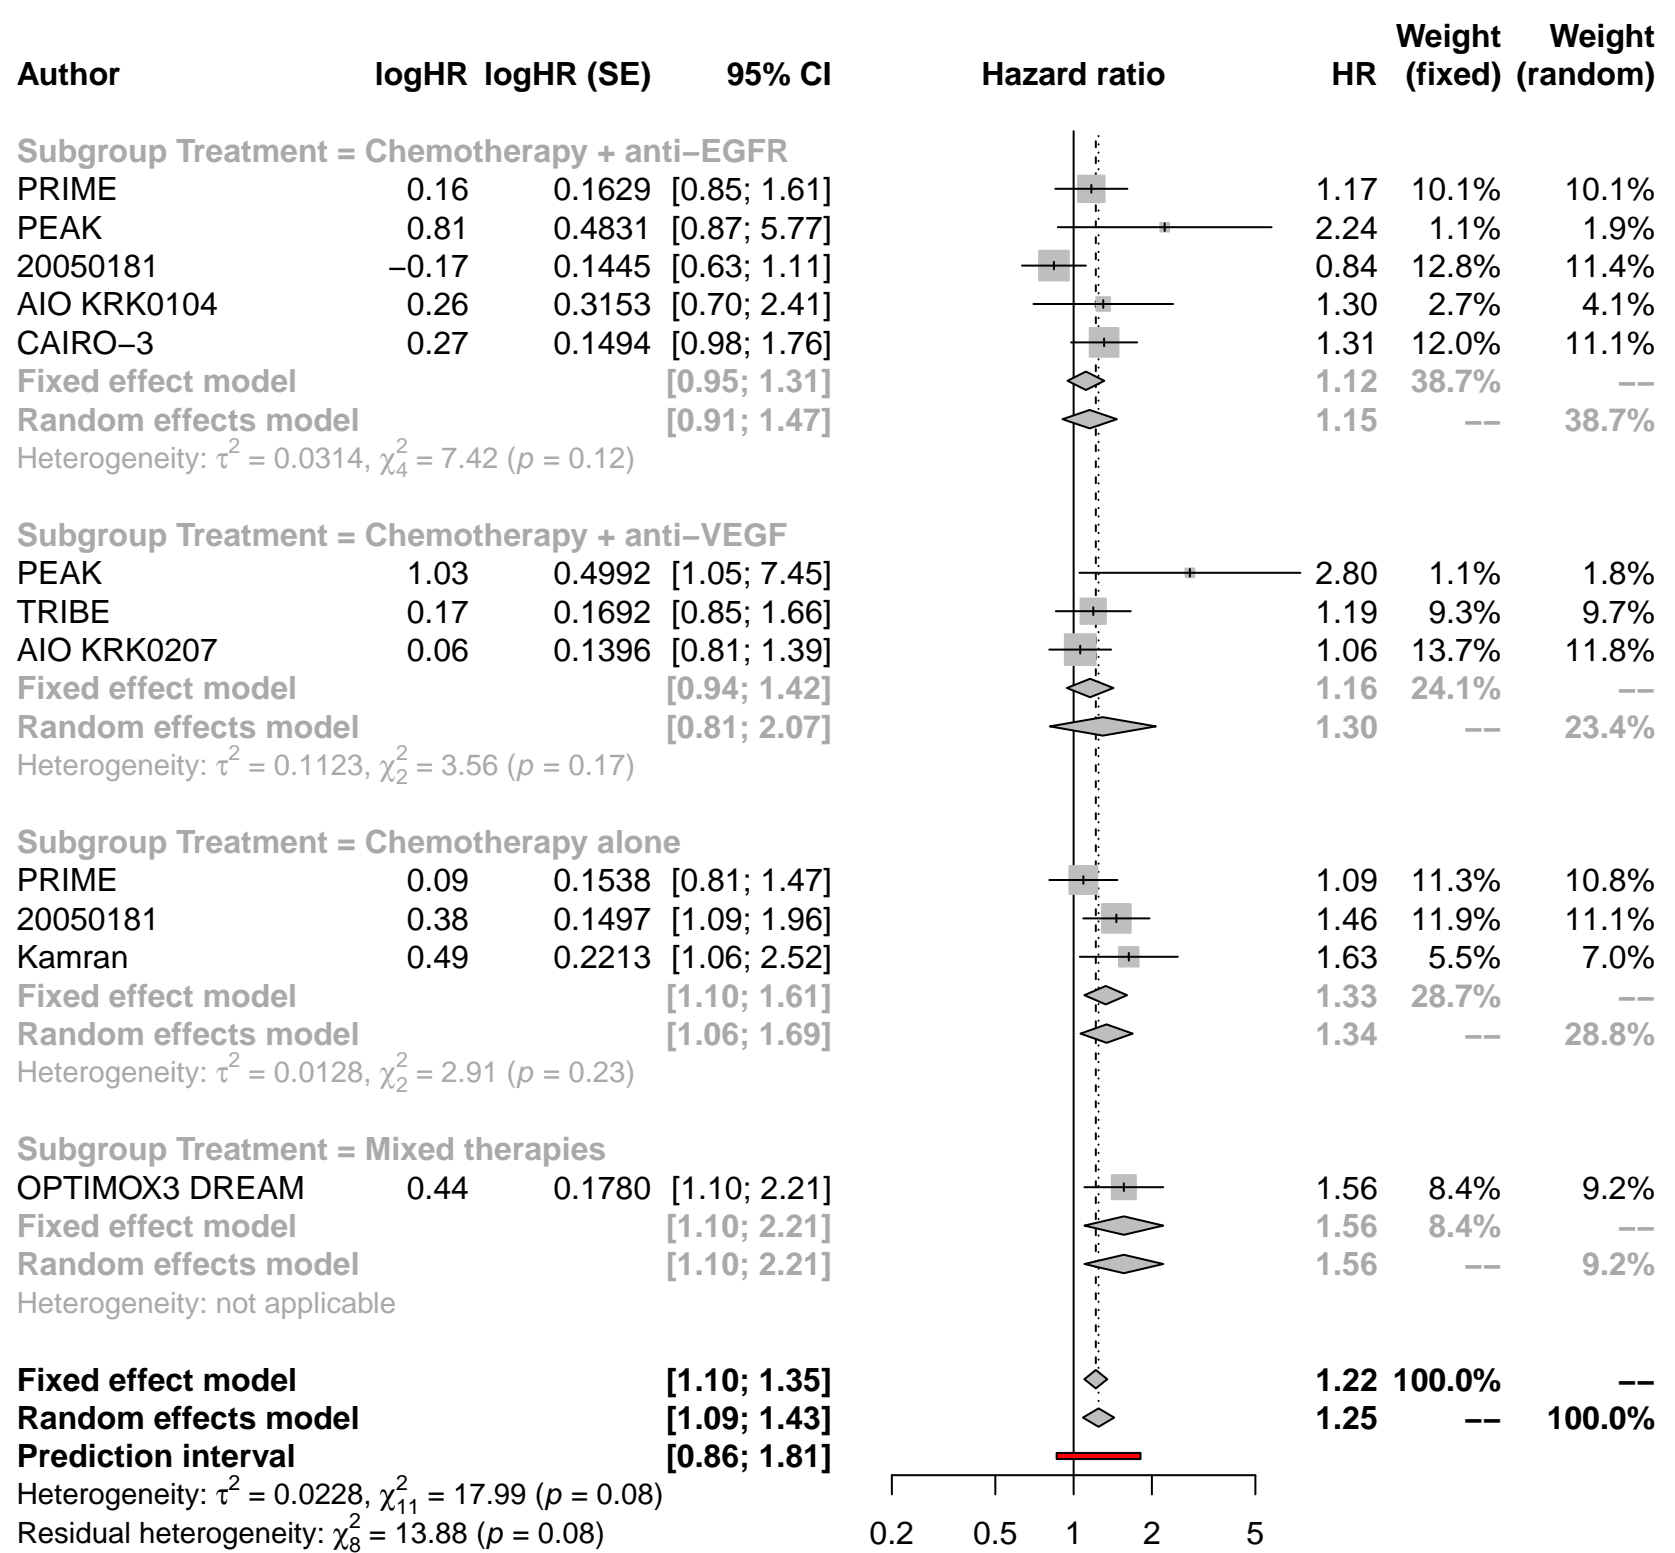 Weight Weight
Author logHR logHR (SE) 95% CI Hazard ratio HR (fixed) (random)
Subgroup Treatment = Chemotherapy + anti−EGFR
PRIME 0.16 0.1629 [0.85; 1.61] 1.17 10.1% 10.1%
PEAK 0.81 0.4831 [0.87; 5.77] 2.24 1.1% 1.9%
20050181 −0.17 0.1445 [0.63; 1.11] 0.84 12.8% 11.4%
AIO KRK0104 0.26 0.3153 [0.70; 2.41] 1.30 2.7% 4.1%
CAIRO−3 0.27 0.1494 [0.98; 1.76] 1.31 12.0% 11.1%
Fixed effect model [0.95; 1.31] 1.12 38.7% −−
Random effects model [0.91; 1.47] 1.15 −− 38.7%
Heterogeneity: τ² = 0.0314, χ²₄ = 7.42 (p = 0.12)
Subgroup Treatment = Chemotherapy + anti−VEGF
PEAK 1.03 0.4992 [1.05; 7.45] 2.80 1.1% 1.8%
TRIBE 0.17 0.1692 [0.85; 1.66] 1.19 9.3% 9.7%
AIO KRK0207 0.06 0.1396 [0.81; 1.39] 1.06 13.7% 11.8%
Fixed effect model [0.94; 1.42] 1.16 24.1% −−
Random effects model [0.81; 2.07] 1.30 −− 23.4%
Heterogeneity: τ² = 0.1123, χ²₂ = 3.56 (p = 0.17)
Subgroup Treatment = Chemotherapy alone
PRIME 0.09 0.1538 [0.81; 1.47] 1.09 11.3% 10.8%
20050181 0.38 0.1497 [1.09; 1.96] 1.46 11.9% 11.1%
Kamran 0.49 0.2213 [1.06; 2.52] 1.63 5.5% 7.0%
Fixed effect model [1.10; 1.61] 1.33 28.7% −−
Random effects model [1.06; 1.69] 1.34 −− 28.8%
Heterogeneity: τ² = 0.0128, χ²₂ = 2.91 (p = 0.23)
Subgroup Treatment = Mixed therapies
OPTIMOX3 DREAM 0.44 0.1780 [1.10; 2.21] 1.56 8.4% 9.2%
Fixed effect model [1.10; 2.21] 1.56 8.4% −−
Random effects model [1.10; 2.21] 1.56 −− 9.2%
Heterogeneity: not applicable
Fixed effect model [1.10; 1.35] 1.22 100.0% −−
Random effects model [1.09; 1.43] 1.25 −− 100.0%
Prediction interval [0.86; 1.81]
Heterogeneity: τ² = 0.0228, χ²₁₁ = 17.99 (p = 0.08)
Residual heterogeneity: χ²₈ = 13.88 (p = 0.08) 0.2 0.5 1 2 5